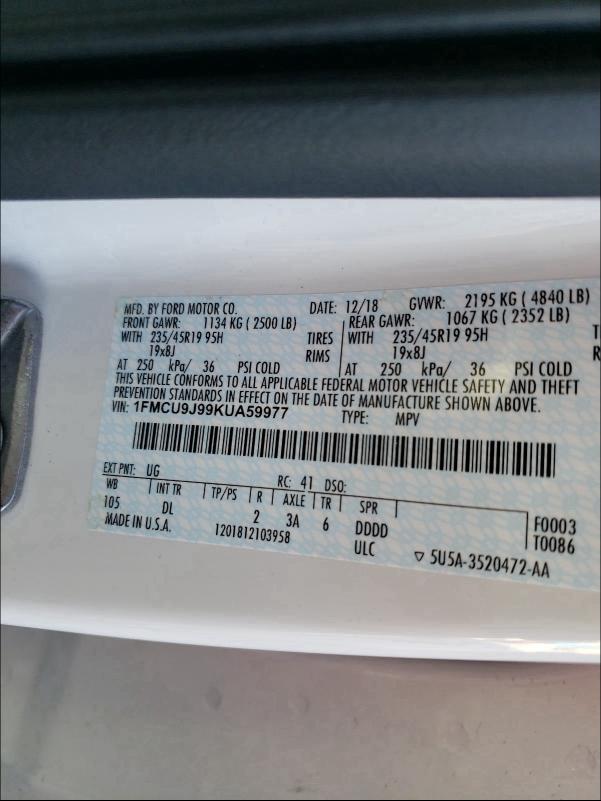 MFD. BY FORD MOTOR CO. DATE: 12/18 GVWR: 2195 KG ( 4840 LB)
FRONT GAWR: 1134 KG ( 2500 LB) REAR GAWR: 1067 KG ( 2352 LB)
WITH 235/45R19 95H TIRES WITH 235/45R19 95H
19x8J RIMS 19x8J
AT 250 kPa/ 36 PSI COLD AT 250 kPa/ 36 PSI COLD
THIS VEHICLE CONFORMS TO ALL APPLICABLE FEDERAL MOTOR VEHICLE SAFETY AND THEFT
PREVENTION STANDARDS IN EFFECT ON THE DATE OF MANUFACTURE SHOWN ABOVE.
VIN: 1FMCU9J99KUA59977 TYPE: MPV
EXT PNT: UG RC: 41 DSO:
WB INT TR TP/PS R AXLE TR SPR
105 DL 2 3A 6 DDDD F0003
MADE IN U.S.A. 1201812103958 ULC T0086
▽ 5U5A-3520472-AA